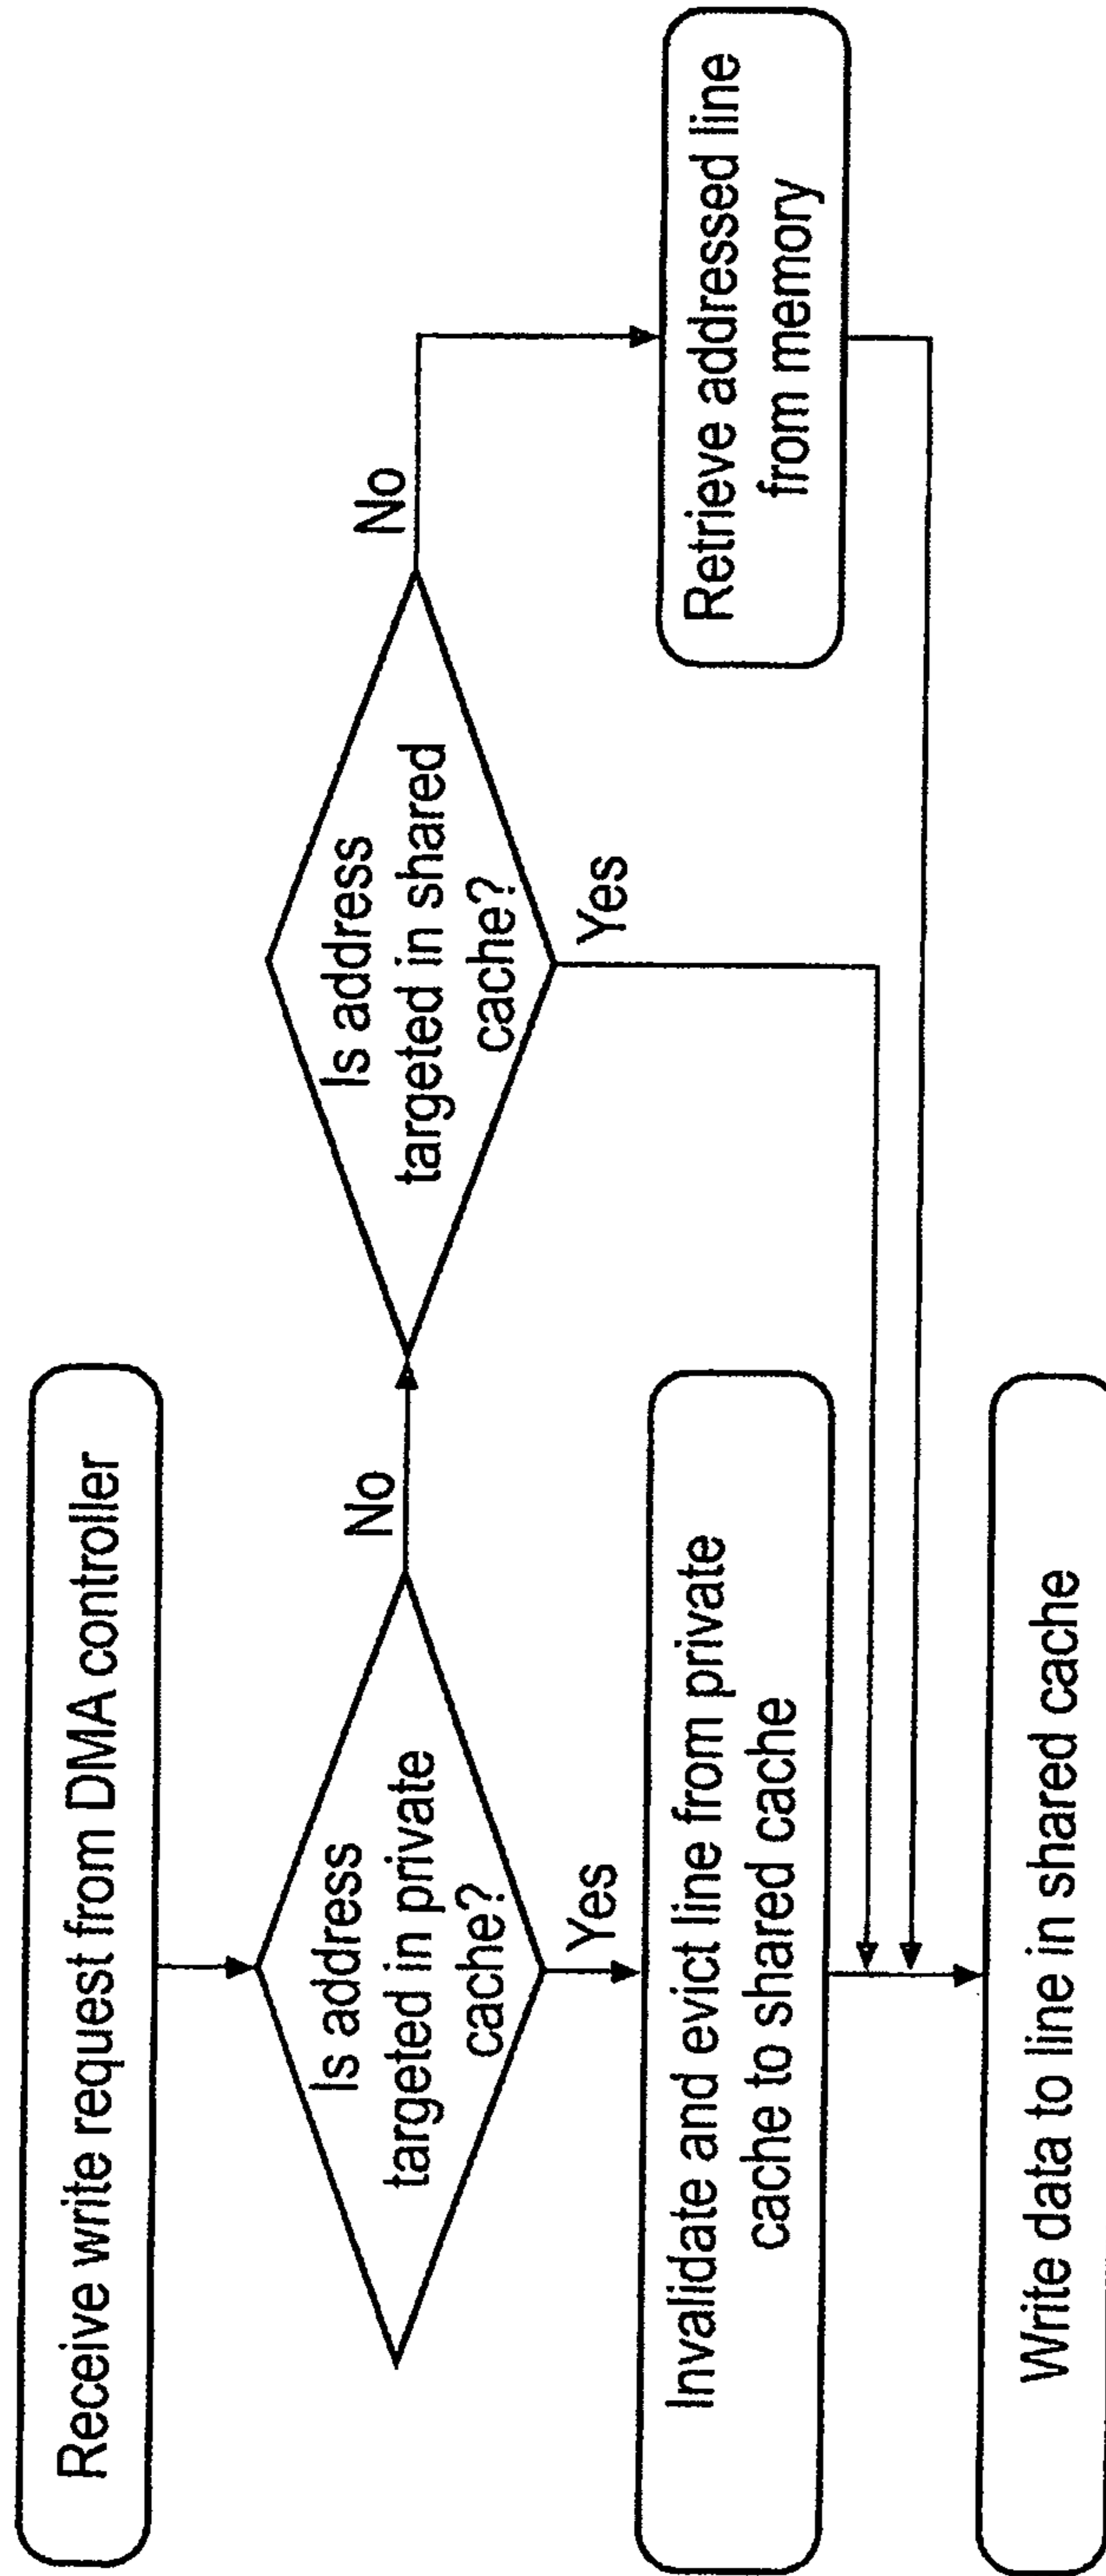 Receive write request from DMA controller
Is address
targeted in private
cache?
No
Yes
Is address
targeted in shared
cache?
No
Yes
Invalidate and evict line from private
cache to shared cache
Retrieve addressed line
from memory
Write data to line in shared cache